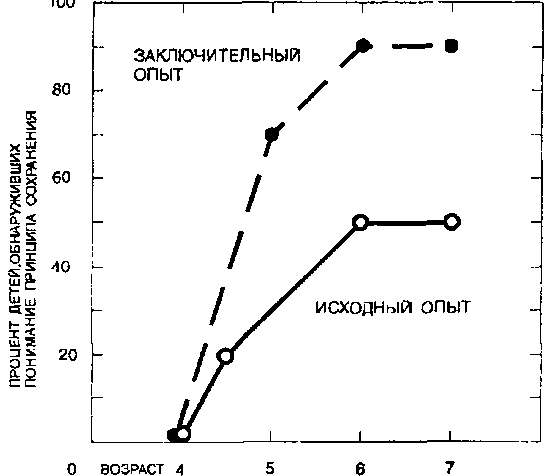 100
ЗАКЛЮЧИТЕЛЬНЫЙ
ОПЫТ
80
60
40
20
ИСХОДНЫЙ ОПЫТ
ПРОЦЕНТ ДЕТЕЙ, ОБНАРУЖИВШИХ
ПОНИМАНИЕ ПРИНЦИПА СОХРАНЕНИЯ
0 ВОЗРАСТ 4 5 6 7